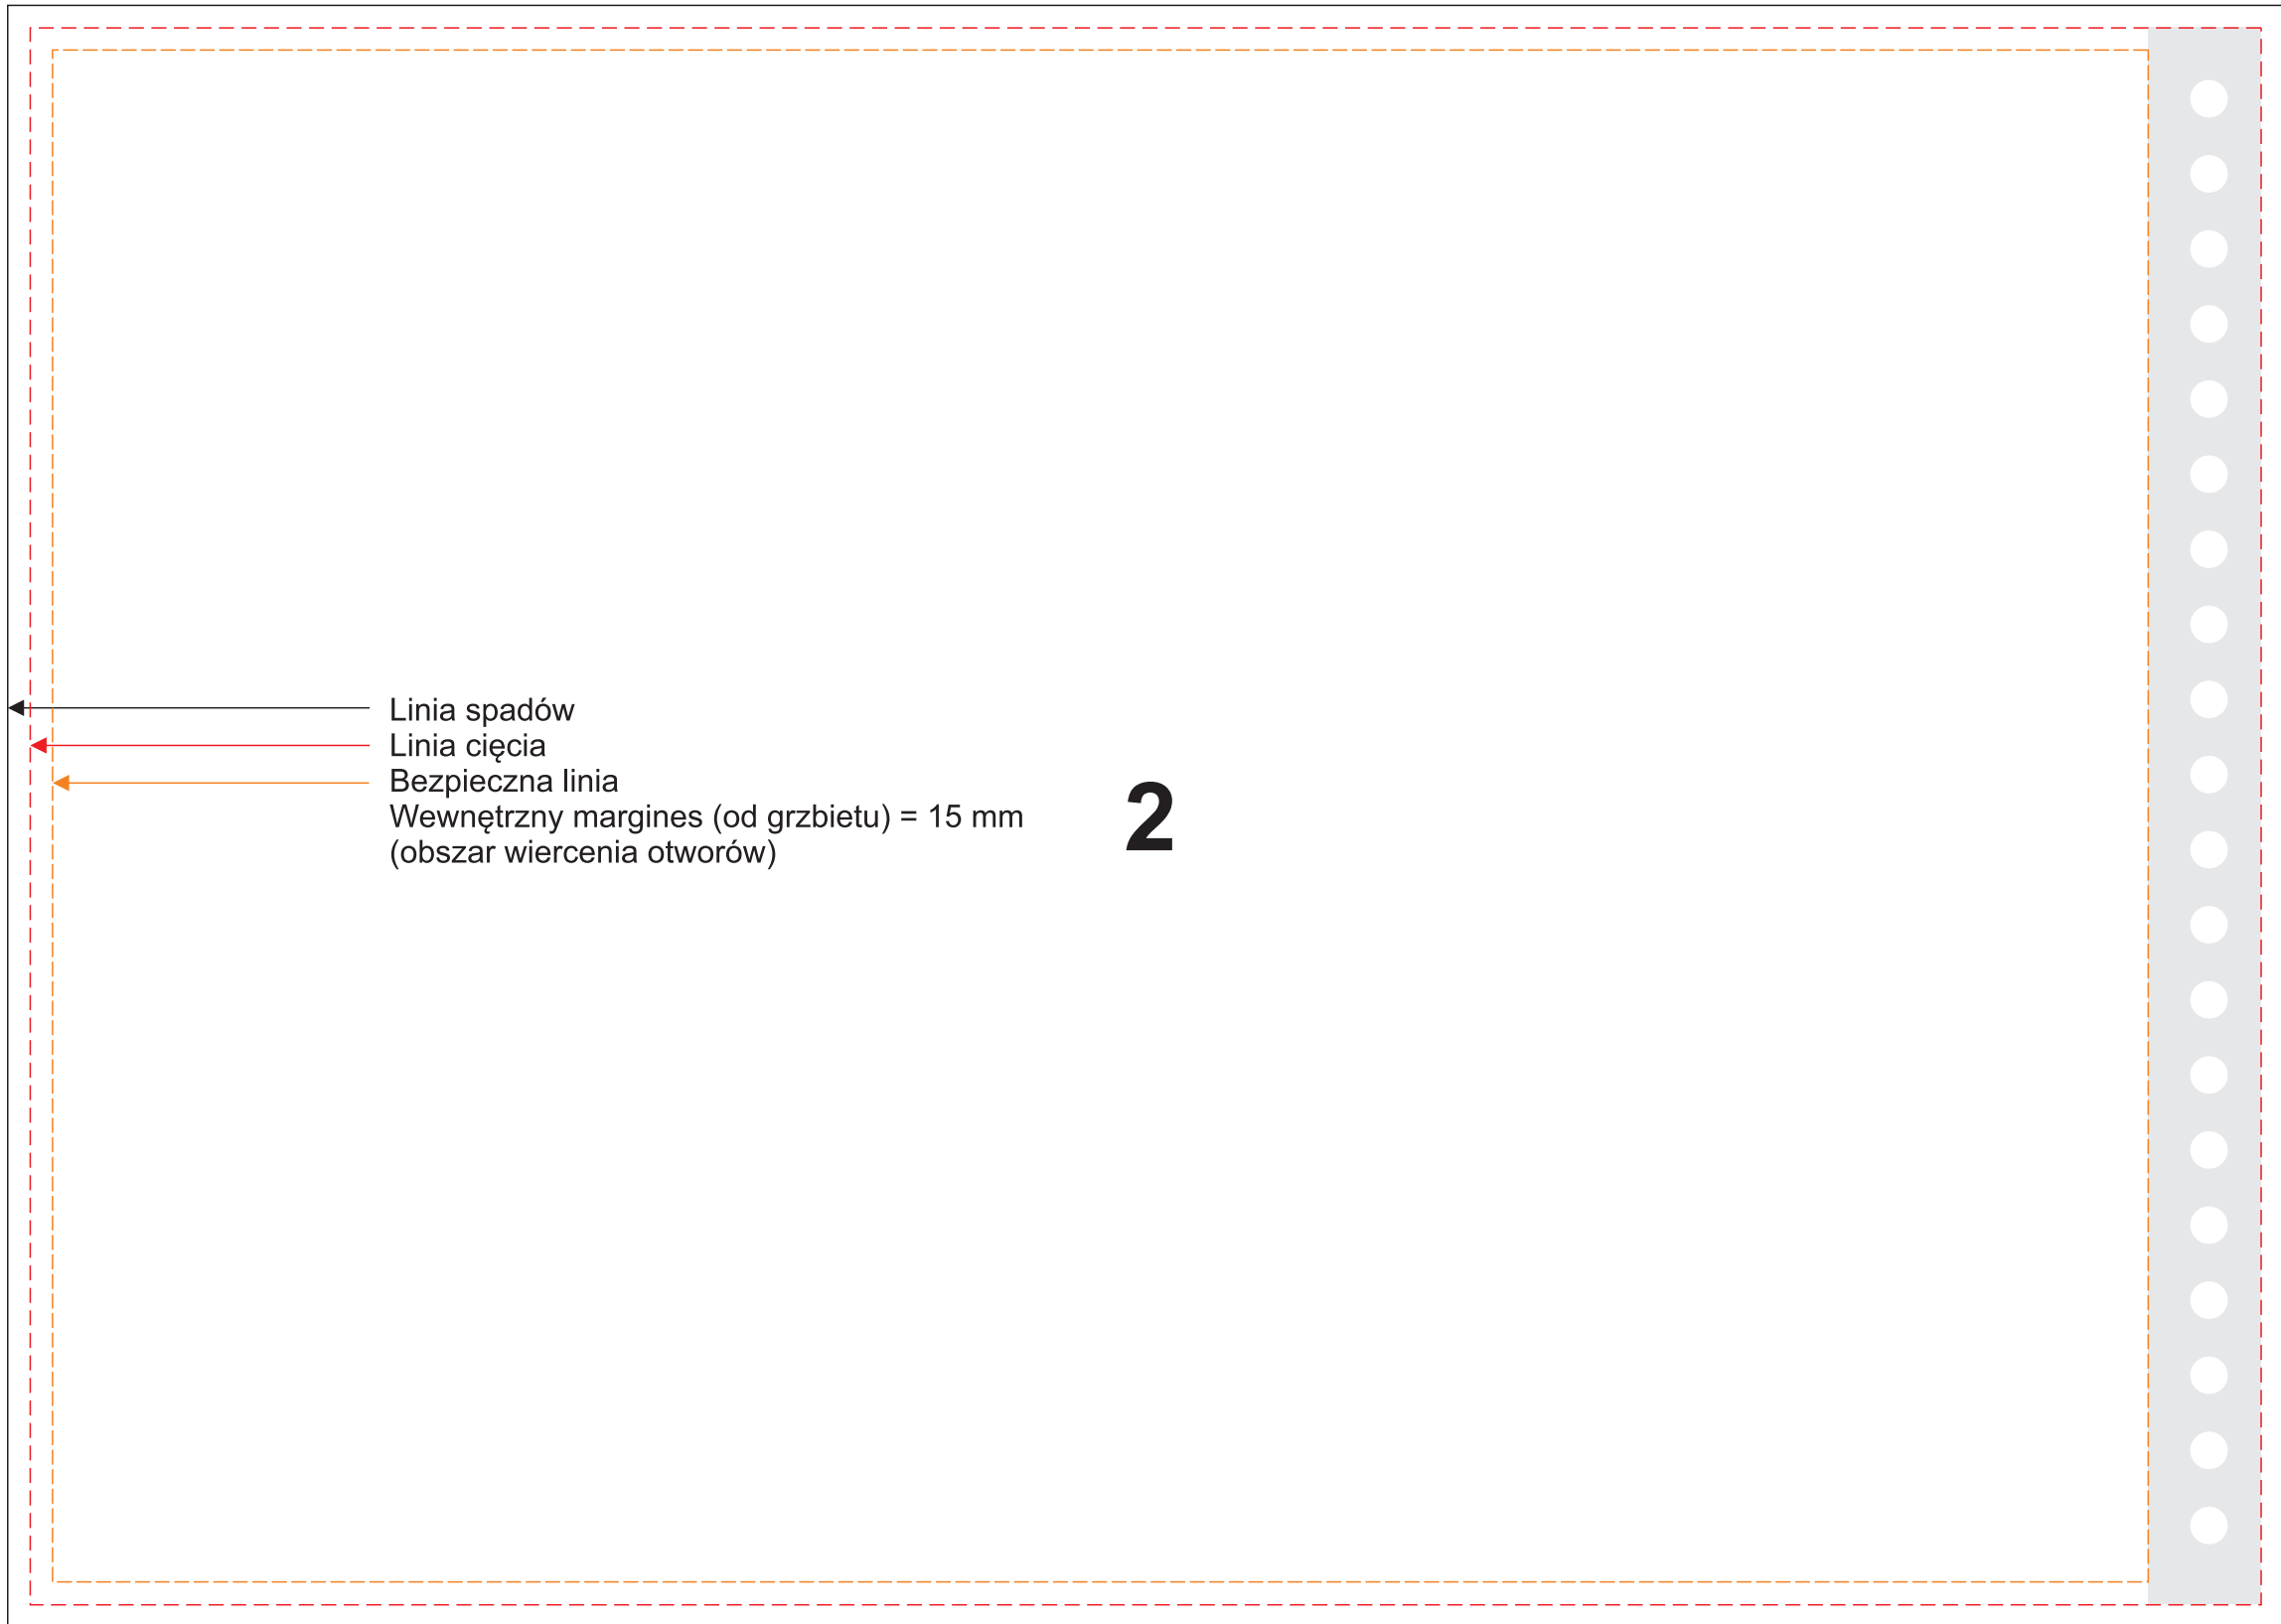 Linia spadów
Linia cięcia
Bezpieczna linia
Wewnętrzny margines (od grzbietu) = 15 mm
(obszar wiercenia otworów)
2